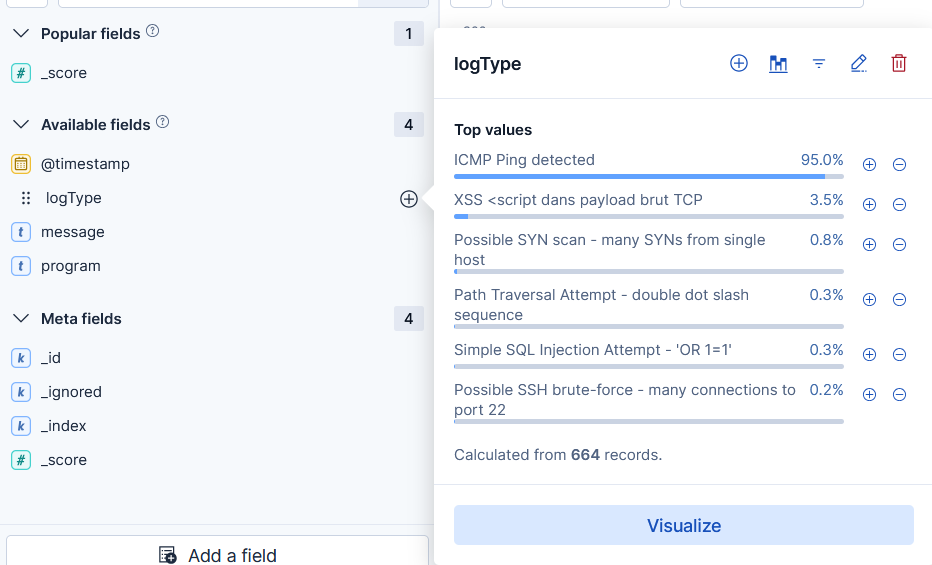 Popular fields ?
1
# _score
Available fields ?
4
@timestamp
logType
t message
t program
Meta fields
4
k _id
k _ignored
k _index
# _score
Add a field
logType
Top values
ICMP Ping detected 95.0%
XSS <script dans payload brut TCP 3.5%
Possible SYN scan - many SYNs from single 0.8%
host
Path Traversal Attempt - double dot slash 0.3%
sequence
Simple SQL Injection Attempt - 'OR 1=1' 0.3%
Possible SSH brute-force - many connections to 0.2%
port 22
Calculated from 664 records.
Visualize